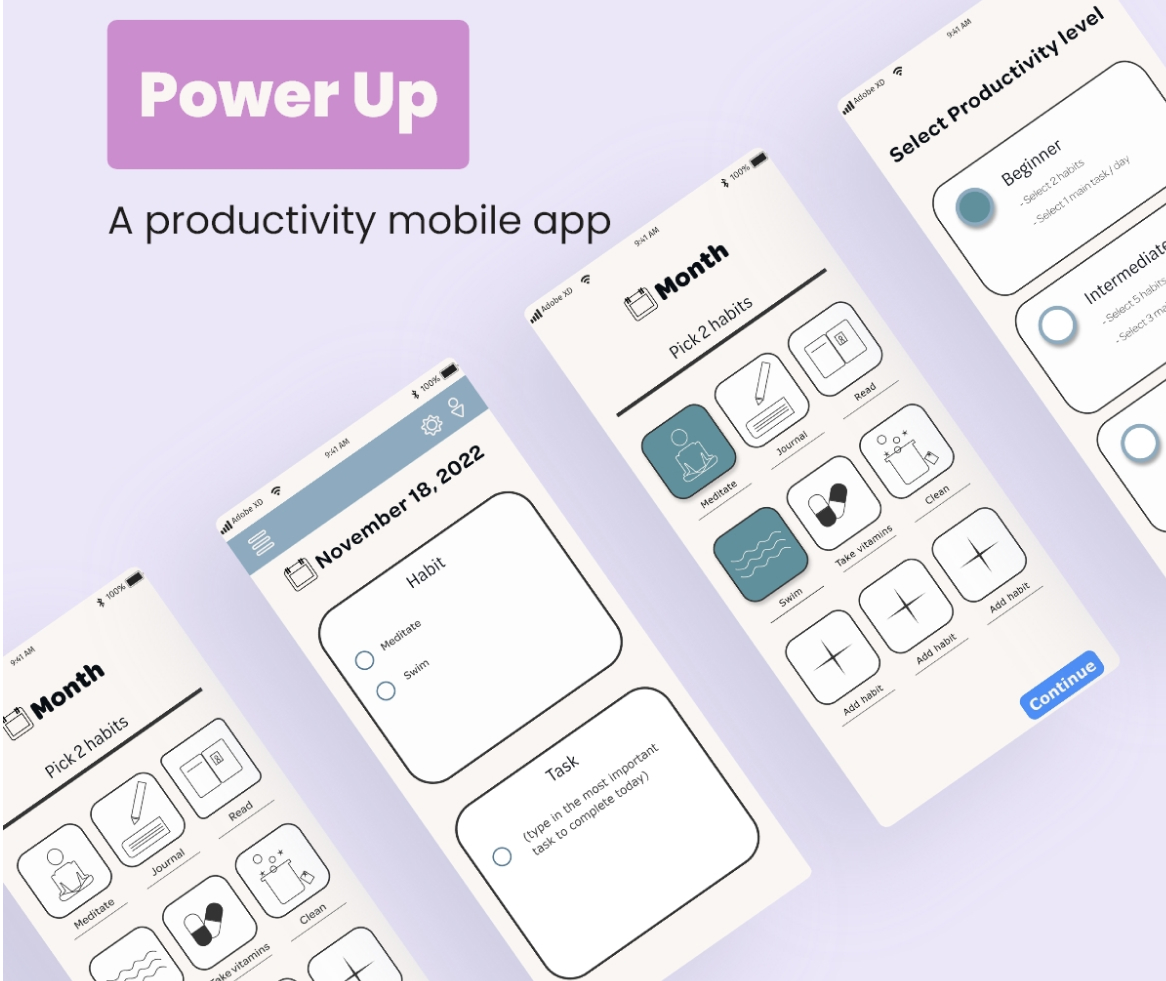 Power Up
A productivity mobile app
9:41 AM
100%
Month
Pick 2 habits
Meditate
Journal
Read
Take vitamins
Clean
Adobe XD
9:41 AM
100%
November 18, 2022
Habit
Meditate
Swim
Task
(type in the most important
task to complete today)
Adobe XD
9:41 AM
100%
Month
Pick 2 habits
Meditate
Journal
Read
Swim
Take vitamins
Clean
Add habit
Add habit
Add habit
Continue
Adobe XD
9:41 AM
Select Productivity level
Beginner
- Select 2 habits
- Select 1 main task / day
Intermediate
- Select 5 habits
- Select 3